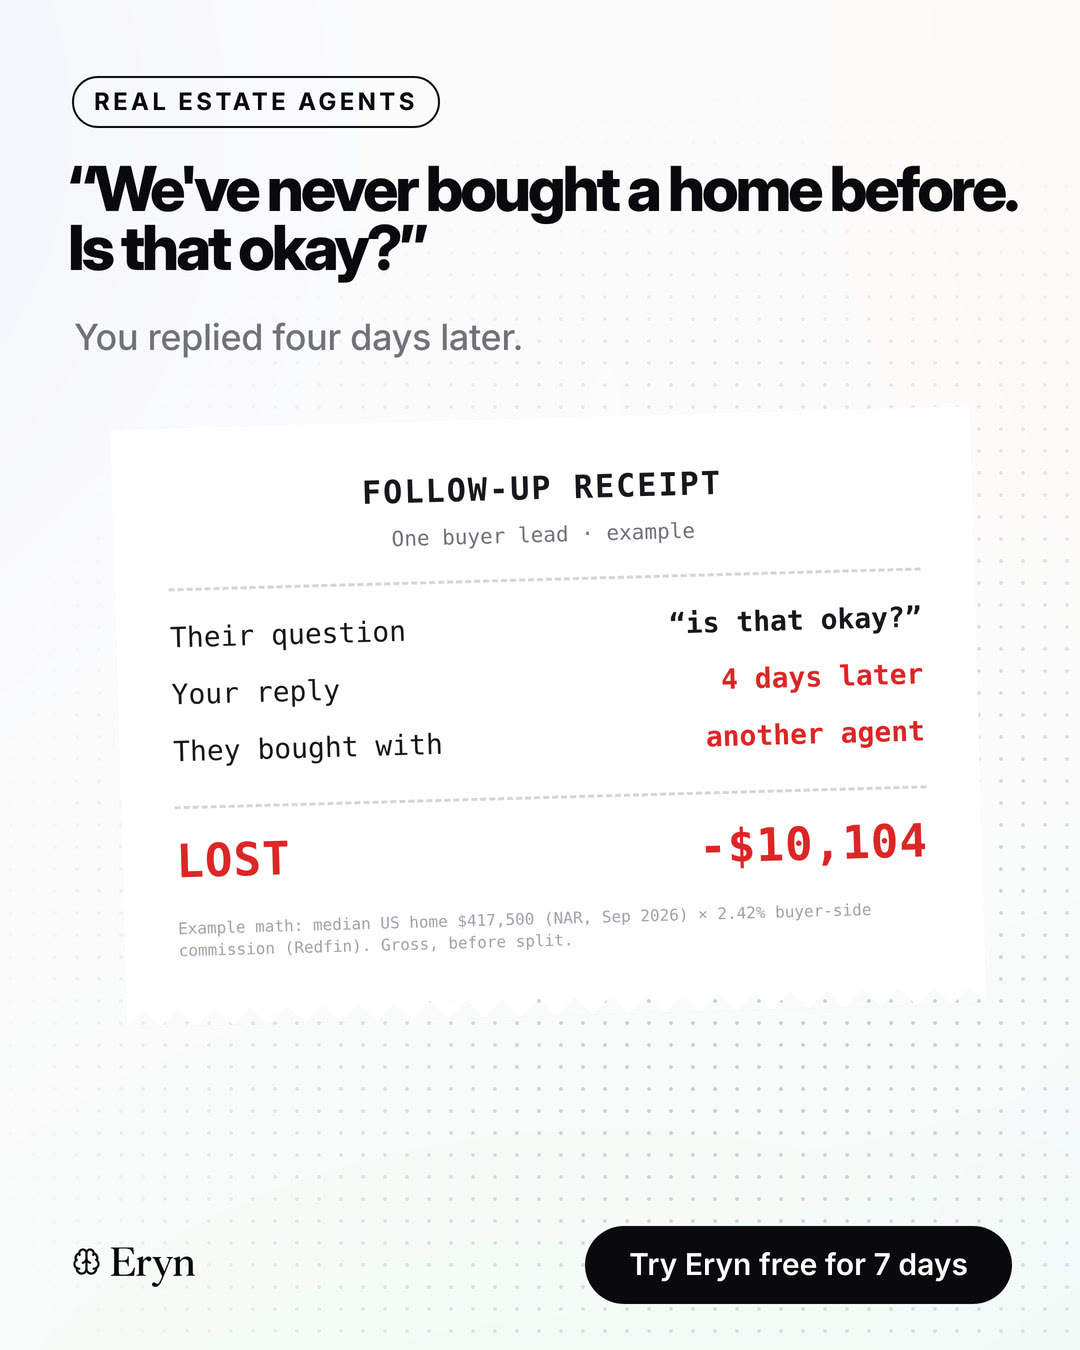 REAL ESTATE AGENTS
“We've never bought a home before.
Is that okay?”
You replied four days later.
FOLLOW-UP RECEIPT
One buyer lead · example
Their question “is that okay?”
Your reply 4 days later
They bought with another agent
LOST -$10,104
Example math: median US home $417,500 (NAR, Sep 2026) × 2.42% buyer-side
commission (Redfin). Gross, before split.
Eryn
Try Eryn free for 7 days